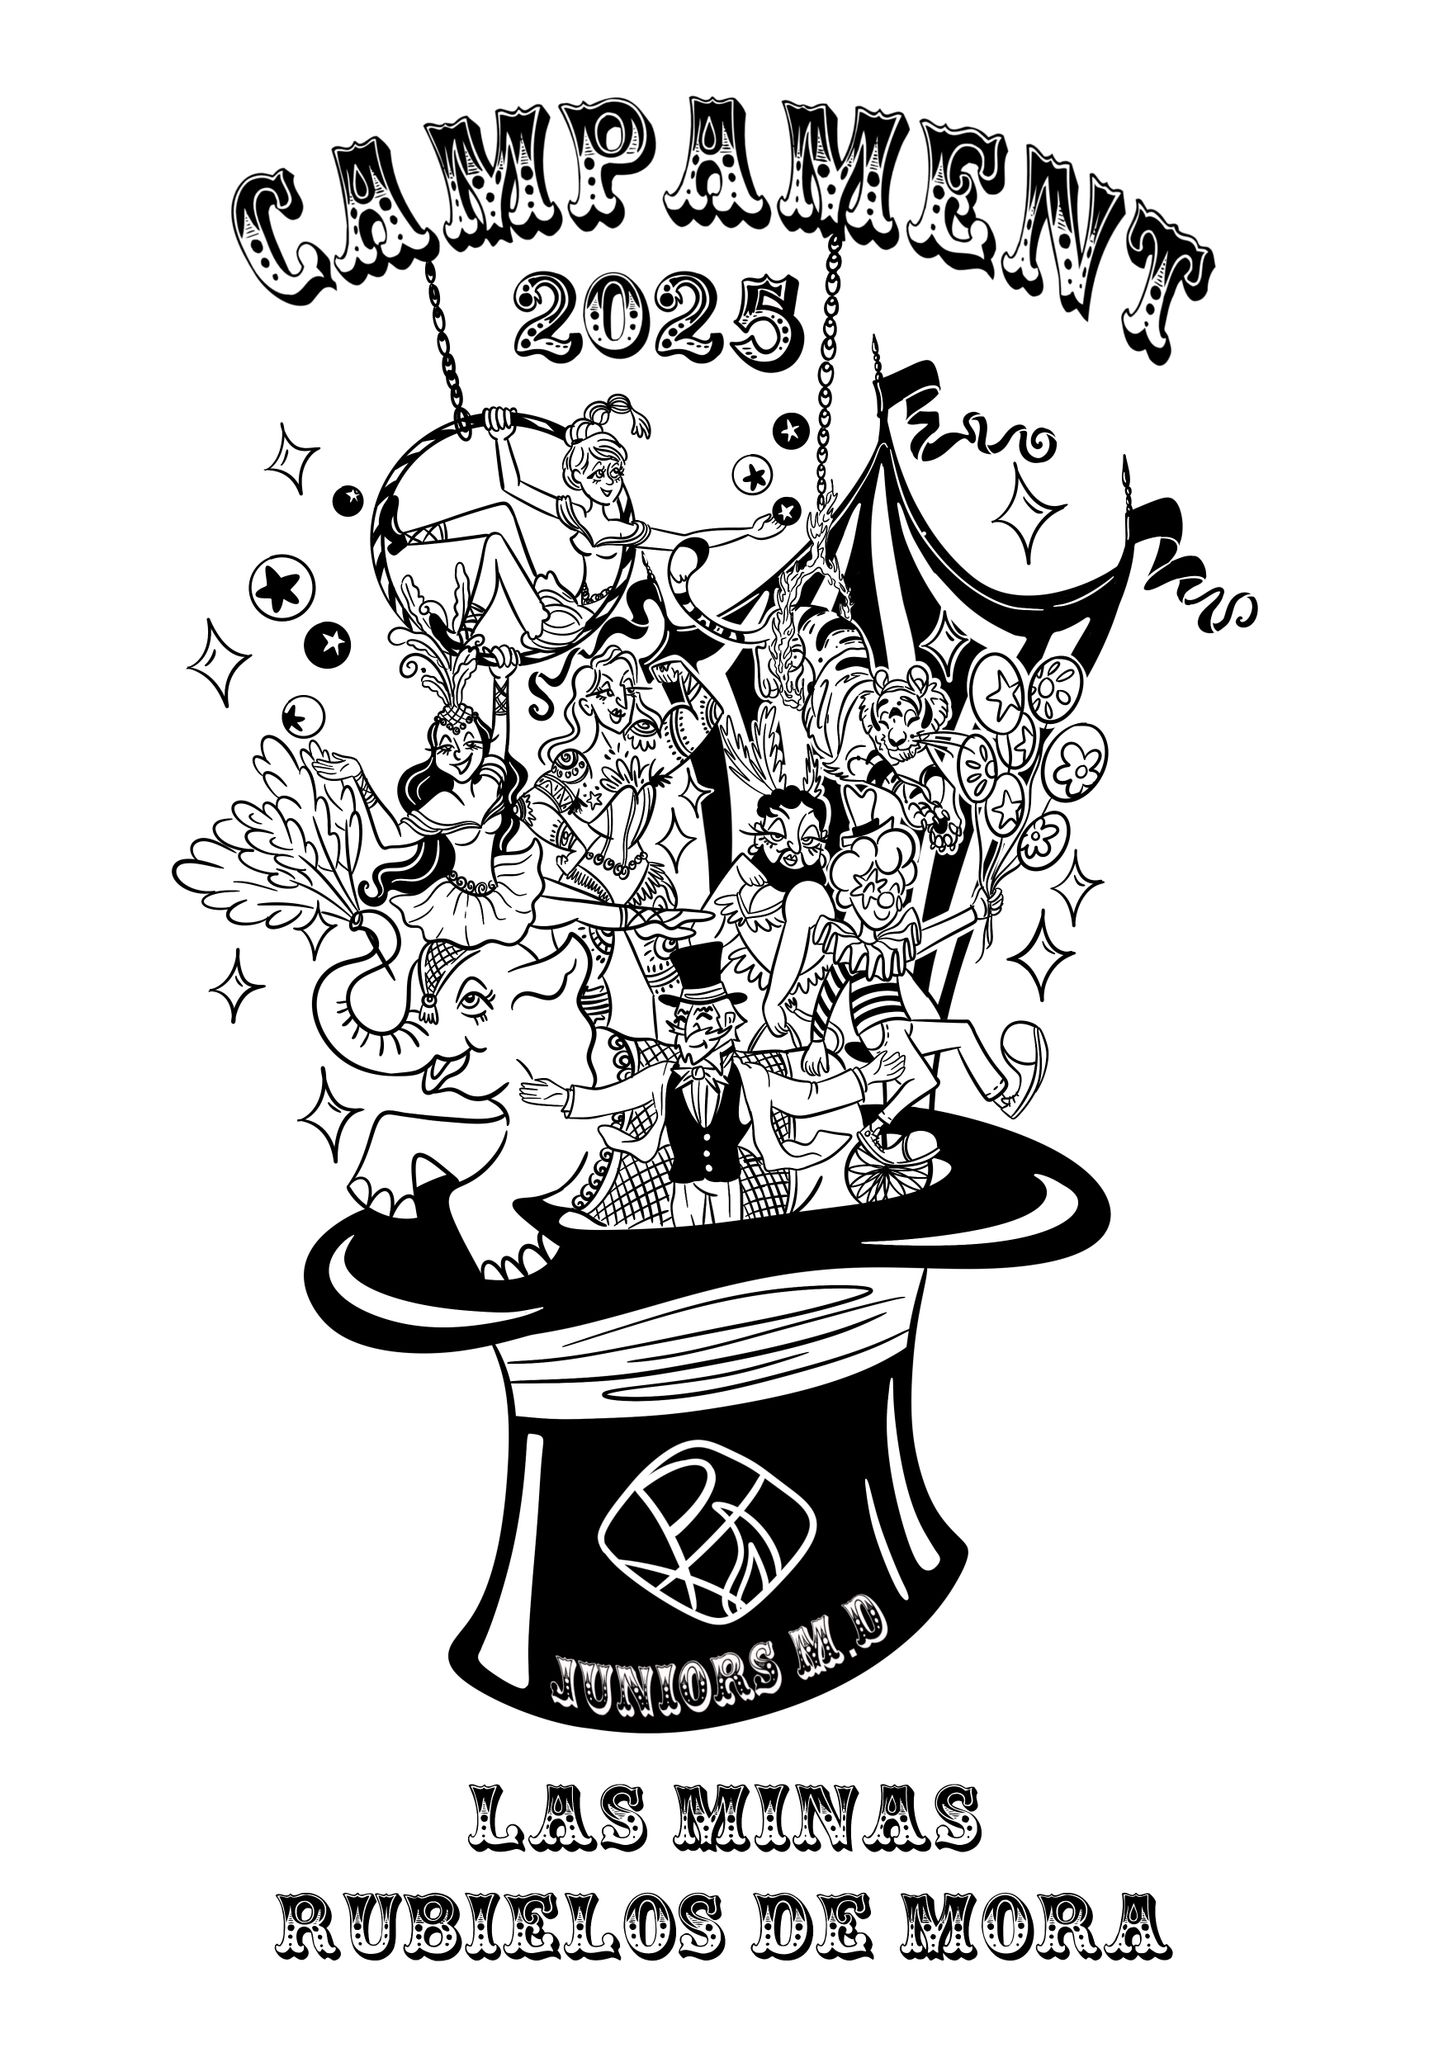 CAMPAMENT
2025
JUNIORS M.D
LAS MINAS
RUBIELOS DE MORA